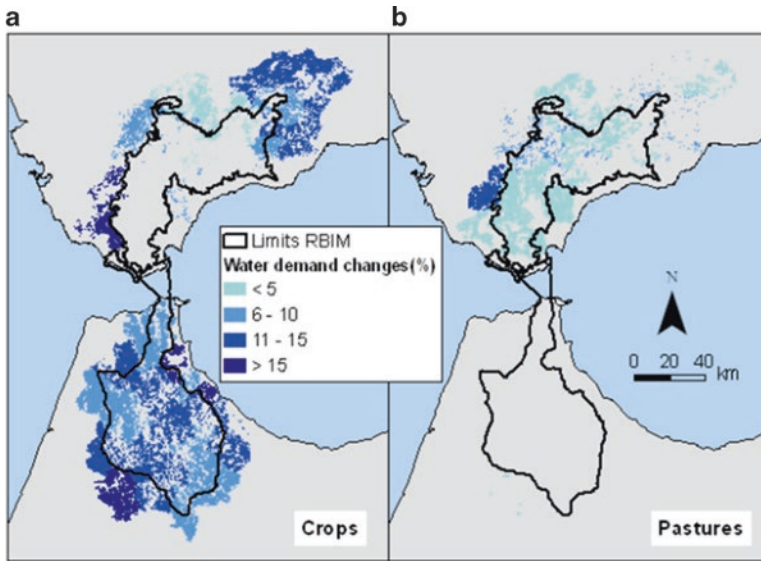 a
b
Limits RBIM
Water demand changes(%)
< 5
6 - 10
11 - 15
> 15
N
0 20 40
km
Crops
Pastures